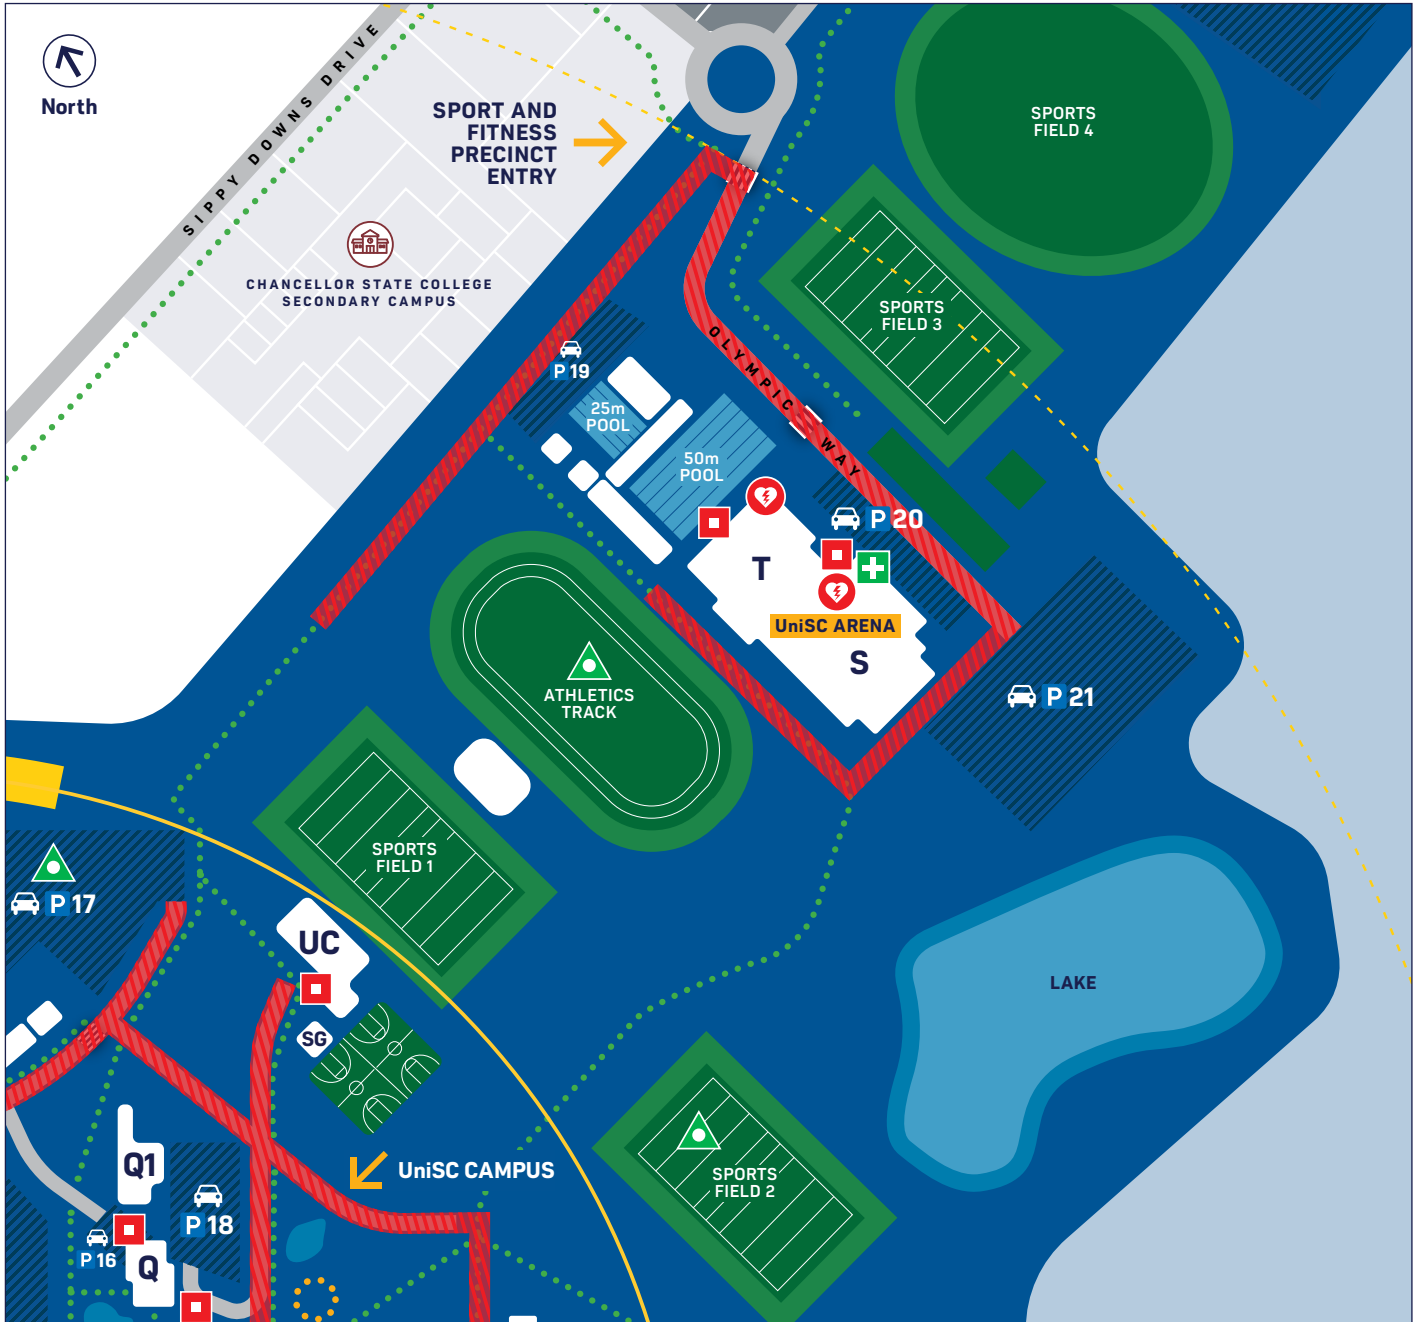 North
SIPPY DOWNS DRIVE
SPORT AND
FITNESS
PRECINCT
ENTRY
SPORTS
FIELD 4
CHANCELLOR STATE COLLEGE
SECONDARY CAMPUS
SPORTS
FIELD 3
OLYMPIC WAY
P 19
25m
POOL
50m
POOL
P 20
T
UniSC ARENA
S
ATHLETICS
TRACK
P 21
SPORTS
FIELD 1
P 17
UC
SG
LAKE
UniSC CAMPUS
SPORTS
FIELD 2
Q1
P 18
P 16
Q